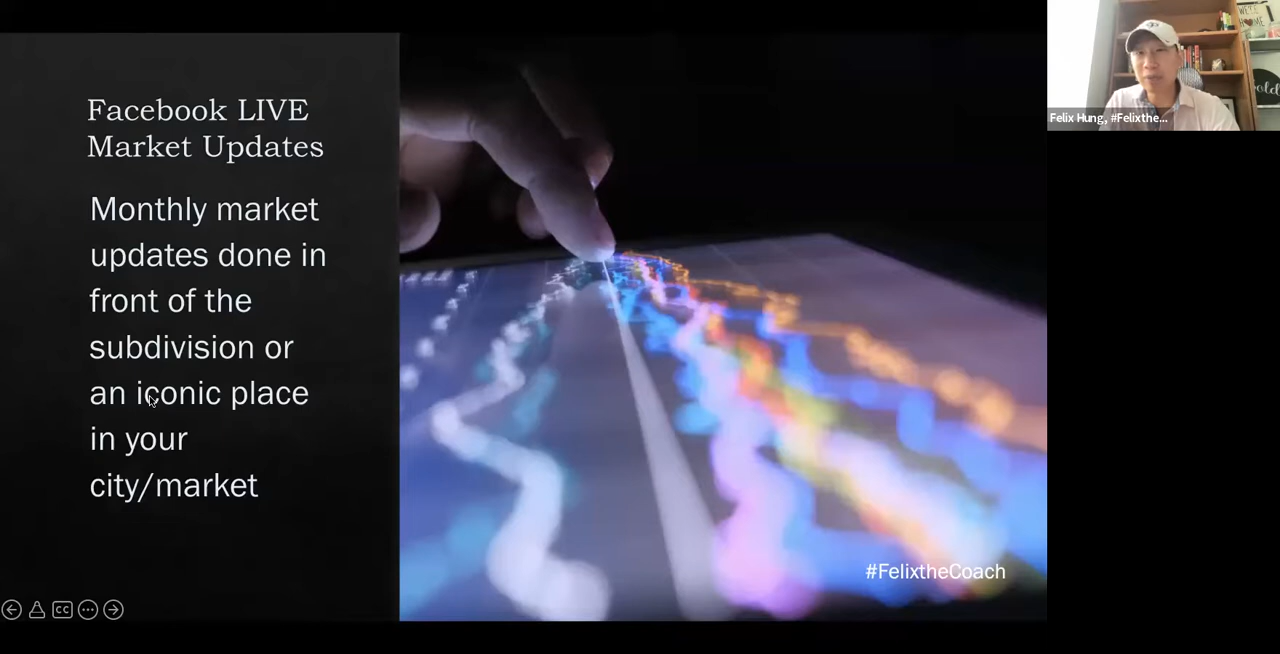 Facebook LIVE
Market Updates
Monthly market
updates done in
front of the
subdivision or
an iconic place
in your
city/market
#FelixtheCoach
CC
Felix Hung, #Felixthe...